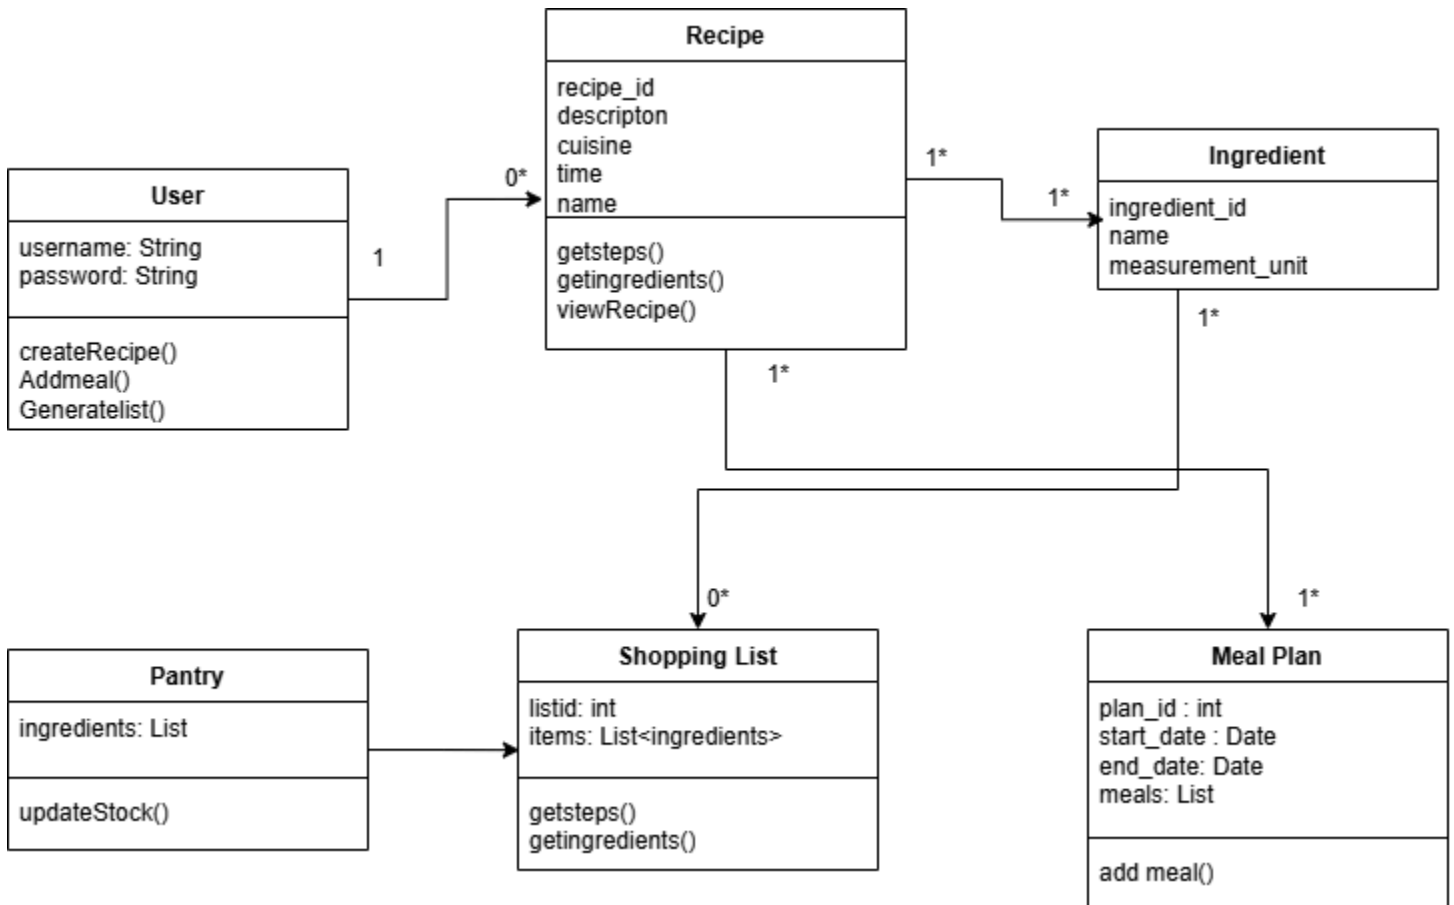 Recipe
recipe_id
descripton
cuisine
time
name
getsteps()
getingredients()
viewRecipe()
User
username: String
password: String
createRecipe()
Addmeal()
Generatelist()
1
0*
1*
1*
Ingredient
ingredient_id
name
measurement_unit
1*
1*
0*
1*
Pantry
ingredients: List
updateStock()
Shopping List
listid: int
items: List<ingredients>
getsteps()
getingredients()
Meal Plan
plan_id : int
start_date : Date
end_date: Date
meals: List
add meal()